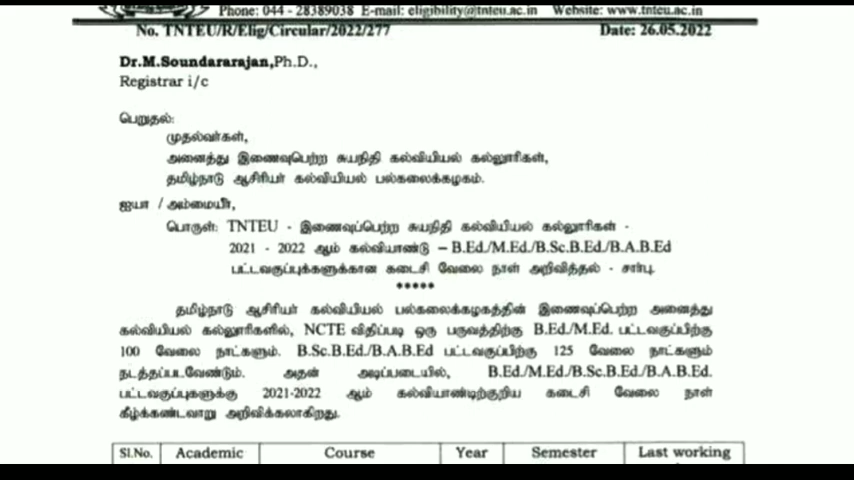 Phone: 044 - 28389038 E-mail: eligibility@tnteu.ac.in Website: www.tnteu.ac.in
No. TNTEU/R/Elig/Circular/2022/277 Date: 26.05.2022
Dr.M.Soundararajan,Ph.D.,
Registrar i/c
பெறுதல்:
முதல்வர்கள்,
அனைத்து இணைவுபெற்ற சுயநிதி கல்வியியல் கல்லூரிகள்,
தமிழ்நாடு ஆசிரியர் கல்வியியல் பல்கலைக்கழகம்.
ஐயா / அம்மையீர்,
பொருள்: TNTEU - இணைவுப்பெற்ற சுயநிதி கல்வியியல் கல்லூரிகள் -
2021 - 2022 ஆம் கல்வியாண்டு – B.Ed./M.Ed./B.Sc.B.Ed./B.A.B.Ed
பட்டவகுப்புக்களுக்கான கடைசி வேலை நாள் அறிவித்தல் - சார்பு.
*****
தமிழ்நாடு ஆசிரியர் கல்வியியல் பல்கலைக்கழகத்தின் இணைவுப்பெற்ற அனைத்து
கல்வியியல் கல்லூரிகளில், NCTE விதிப்படி ஒரு பருவத்திற்கு B.Ed./M.Ed. பட்டவகுப்பிற்கு
100 வேலை நாட்களும். B.Sc.B.Ed/B.A.B.Ed பட்டவகுப்பிற்கு 125 வேலை நாட்களும்
நடத்தப்படவேண்டும். அதன் அடிப்படையில், B.Ed./M.Ed./B.Sc.B.Ed./B.A.B.Ed.
பட்டவகுப்புகளுக்கு 2021-2022 ஆம் கல்வியாண்டிற்குரிய கடைசி வேலை நாள்
கீழ்க்கண்டவாறு அறிவிக்கலாகிறது.
Sl.No. Academic Course Year Semester Last working